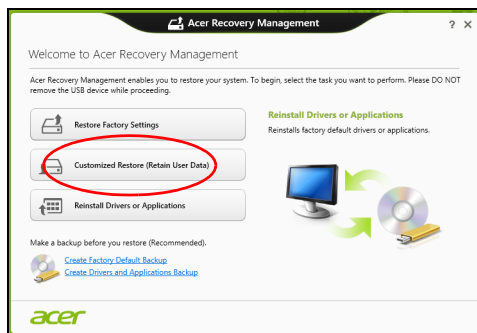 Acer Recovery Management
? X
Welcome to Acer Recovery Management
Acer Recovery Management enables you to restore your system. To begin, select the task you want to perform. Please DO NOT
remove the USB device while proceeding.
Restore Factory Settings
Customized Restore (Retain User Data)
Reinstall Drivers or Applications
Reinstall Drivers or Applications
Reinstalls factory default drivers or applications.
Make a backup before you restore (Recommended).
Create Factory Default Backup
Create Drivers and Applications Backup
acer